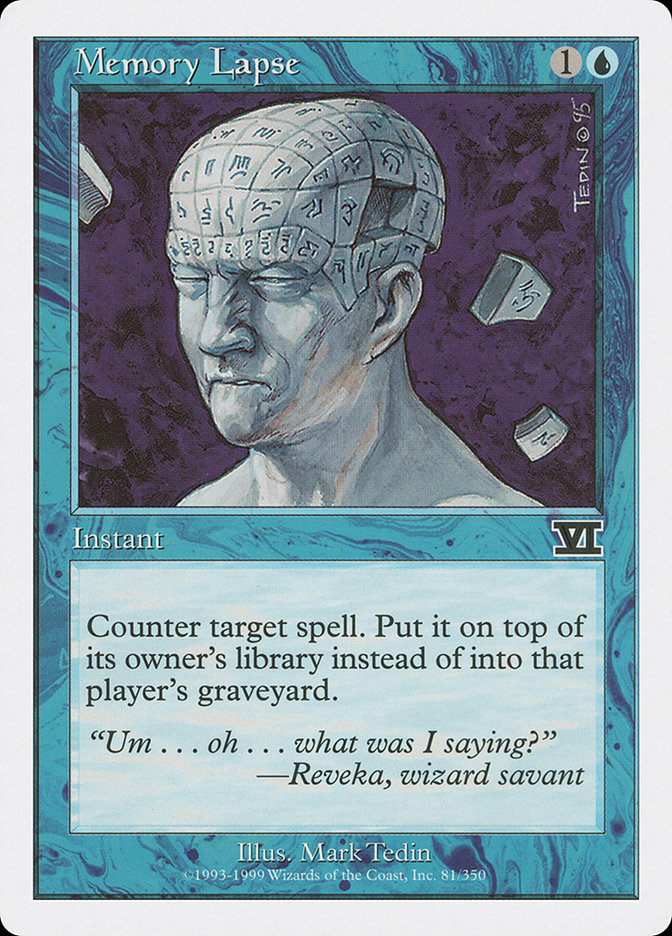 Memory Lapse
1
TEDIN © 95
Instant
VI
Counter target spell. Put it on top of
its owner’s library instead of into that
player’s graveyard.
“Um . . . oh . . . what was I saying?”
—Reveka, wizard savant
Illus. Mark Tedin
©1993-1999 Wizards of the Coast, Inc. 81/350